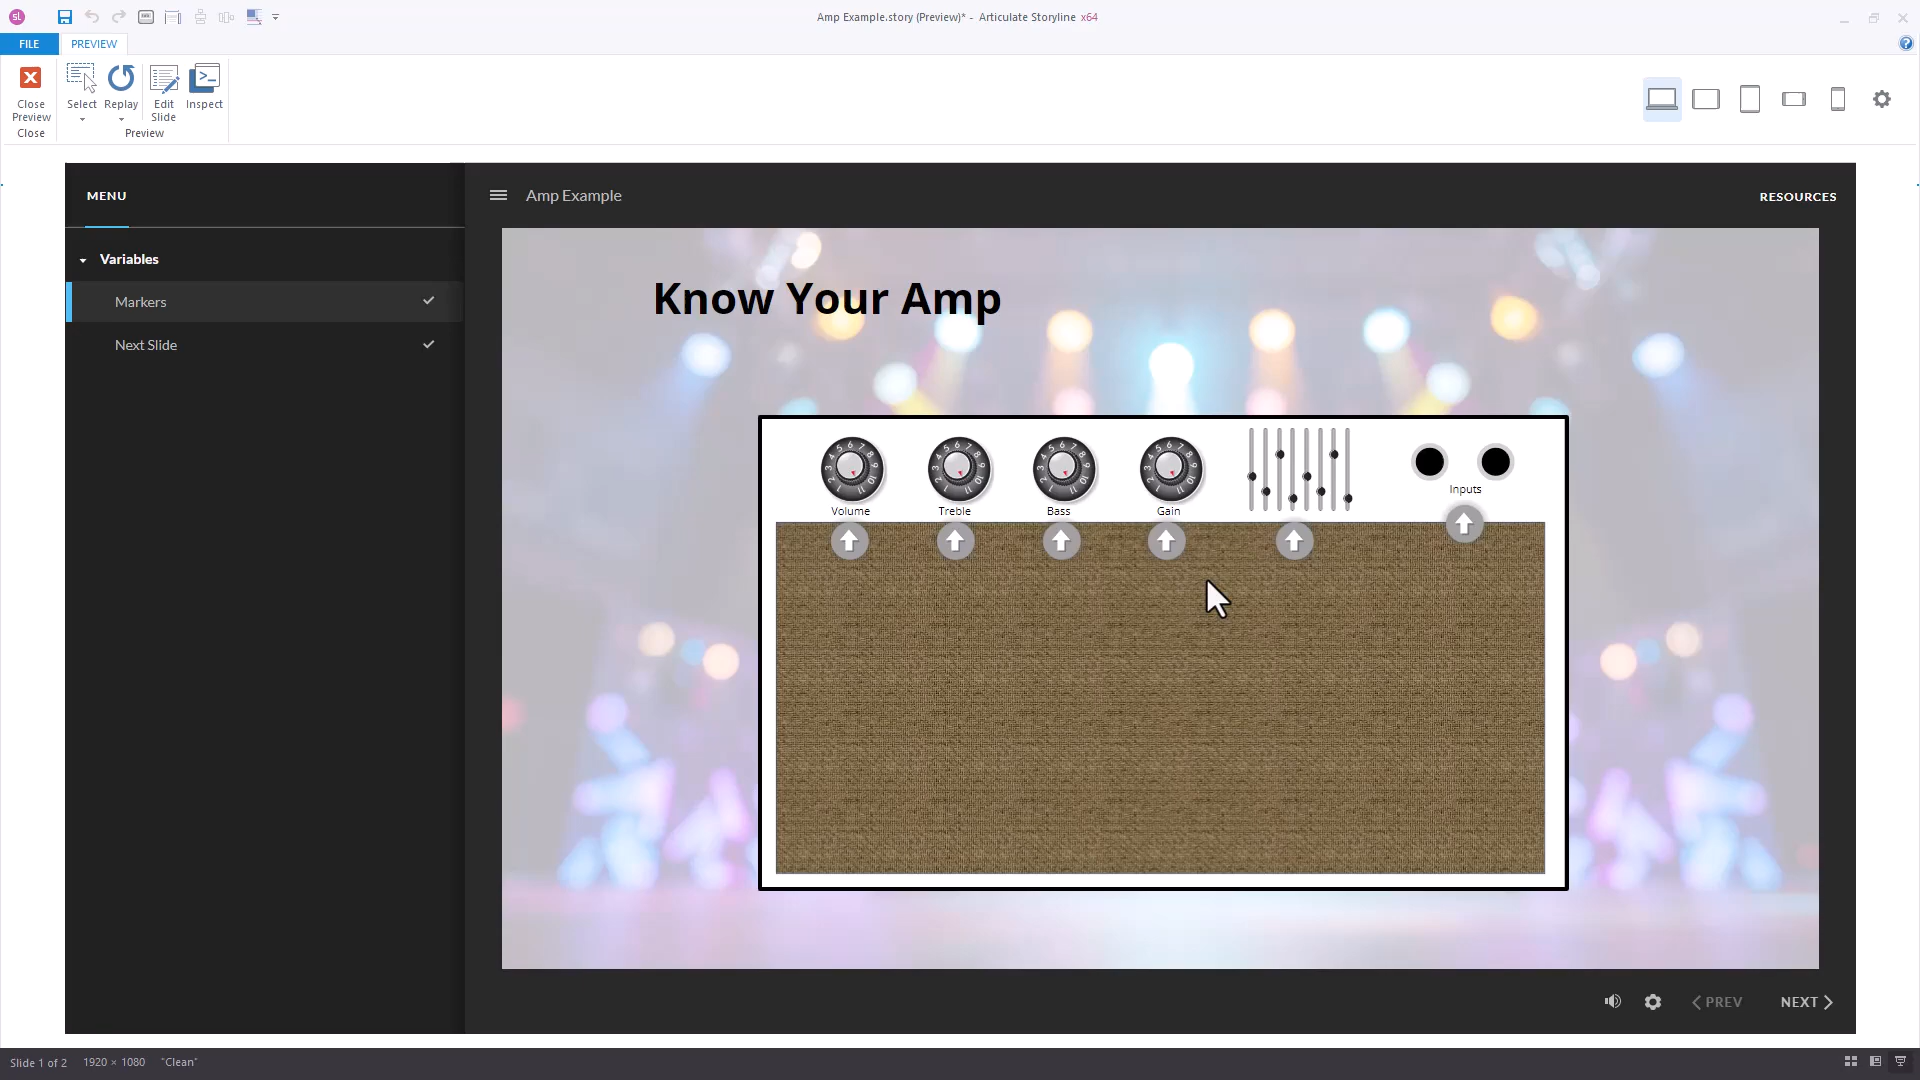 sl
Amp Example.story (Preview)* - Articulate Storyline x64
FILE
PREVIEW
?
Close
Preview
Select
Replay
Edit
Slide
Inspect
Close
Preview
MENU
Amp Example
RESOURCES
Variables
Markers
Next Slide
Know Your Amp
Volume
Treble
Bass
Gain
Inputs
PREV
NEXT
Slide 1 of 2
1920 × 1080
"Clean"